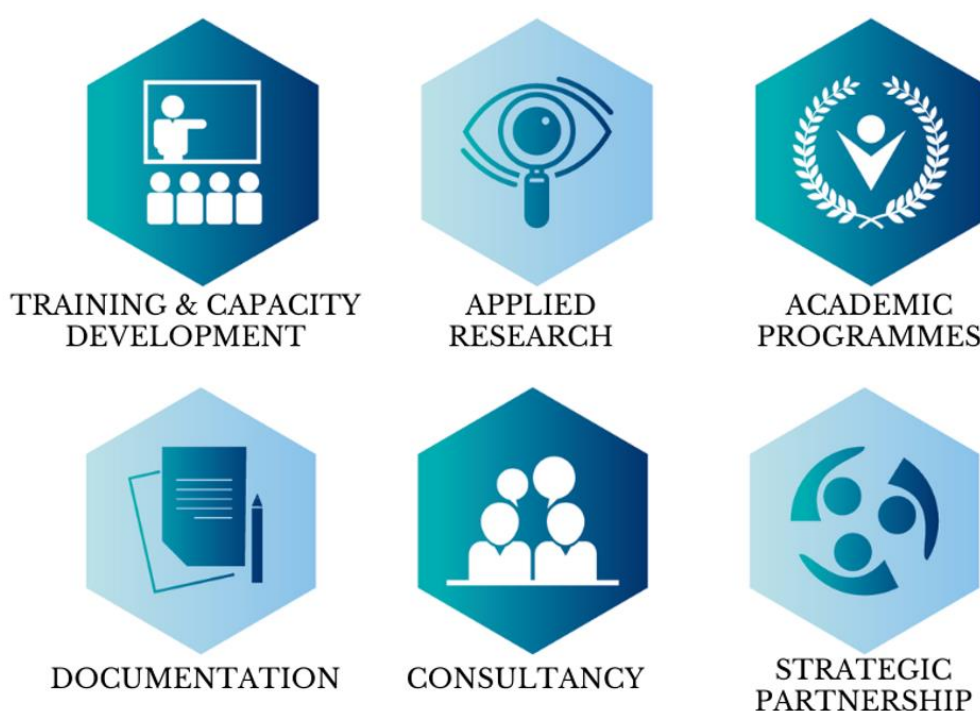 TRAINING & CAPACITY
DEVELOPMENT
APPLIED
RESEARCH
ACADEMIC
PROGRAMMES
DOCUMENTATION
CONSULTANCY
STRATEGIC
PARTNERSHIP